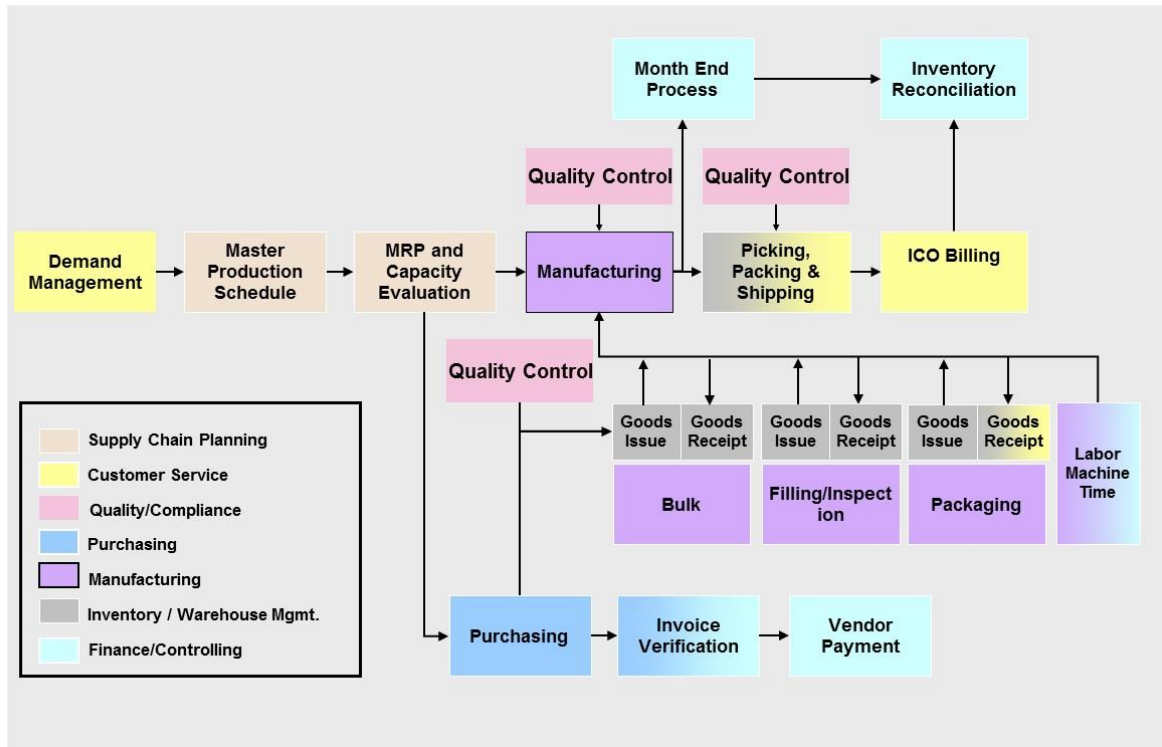 Month End
Process
Inventory
Reconciliation
Quality Control
Quality Control
Demand
Management
Master
Production
Schedule
MRP and
Capacity
Evaluation
Manufacturing
Picking,
Packing &
Shipping
ICO Billing
Quality Control
Goods
Issue
Goods
Receipt
Goods
Issue
Goods
Receipt
Goods
Issue
Goods
Receipt
Labor
Machine
Time
Bulk
Filling/Inspect
ion
Packaging
Supply Chain Planning
Customer Service
Quality/Compliance
Purchasing
Manufacturing
Inventory / Warehouse Mgmt.
Finance/Controlling
Purchasing
Invoice
Verification
Vendor
Payment